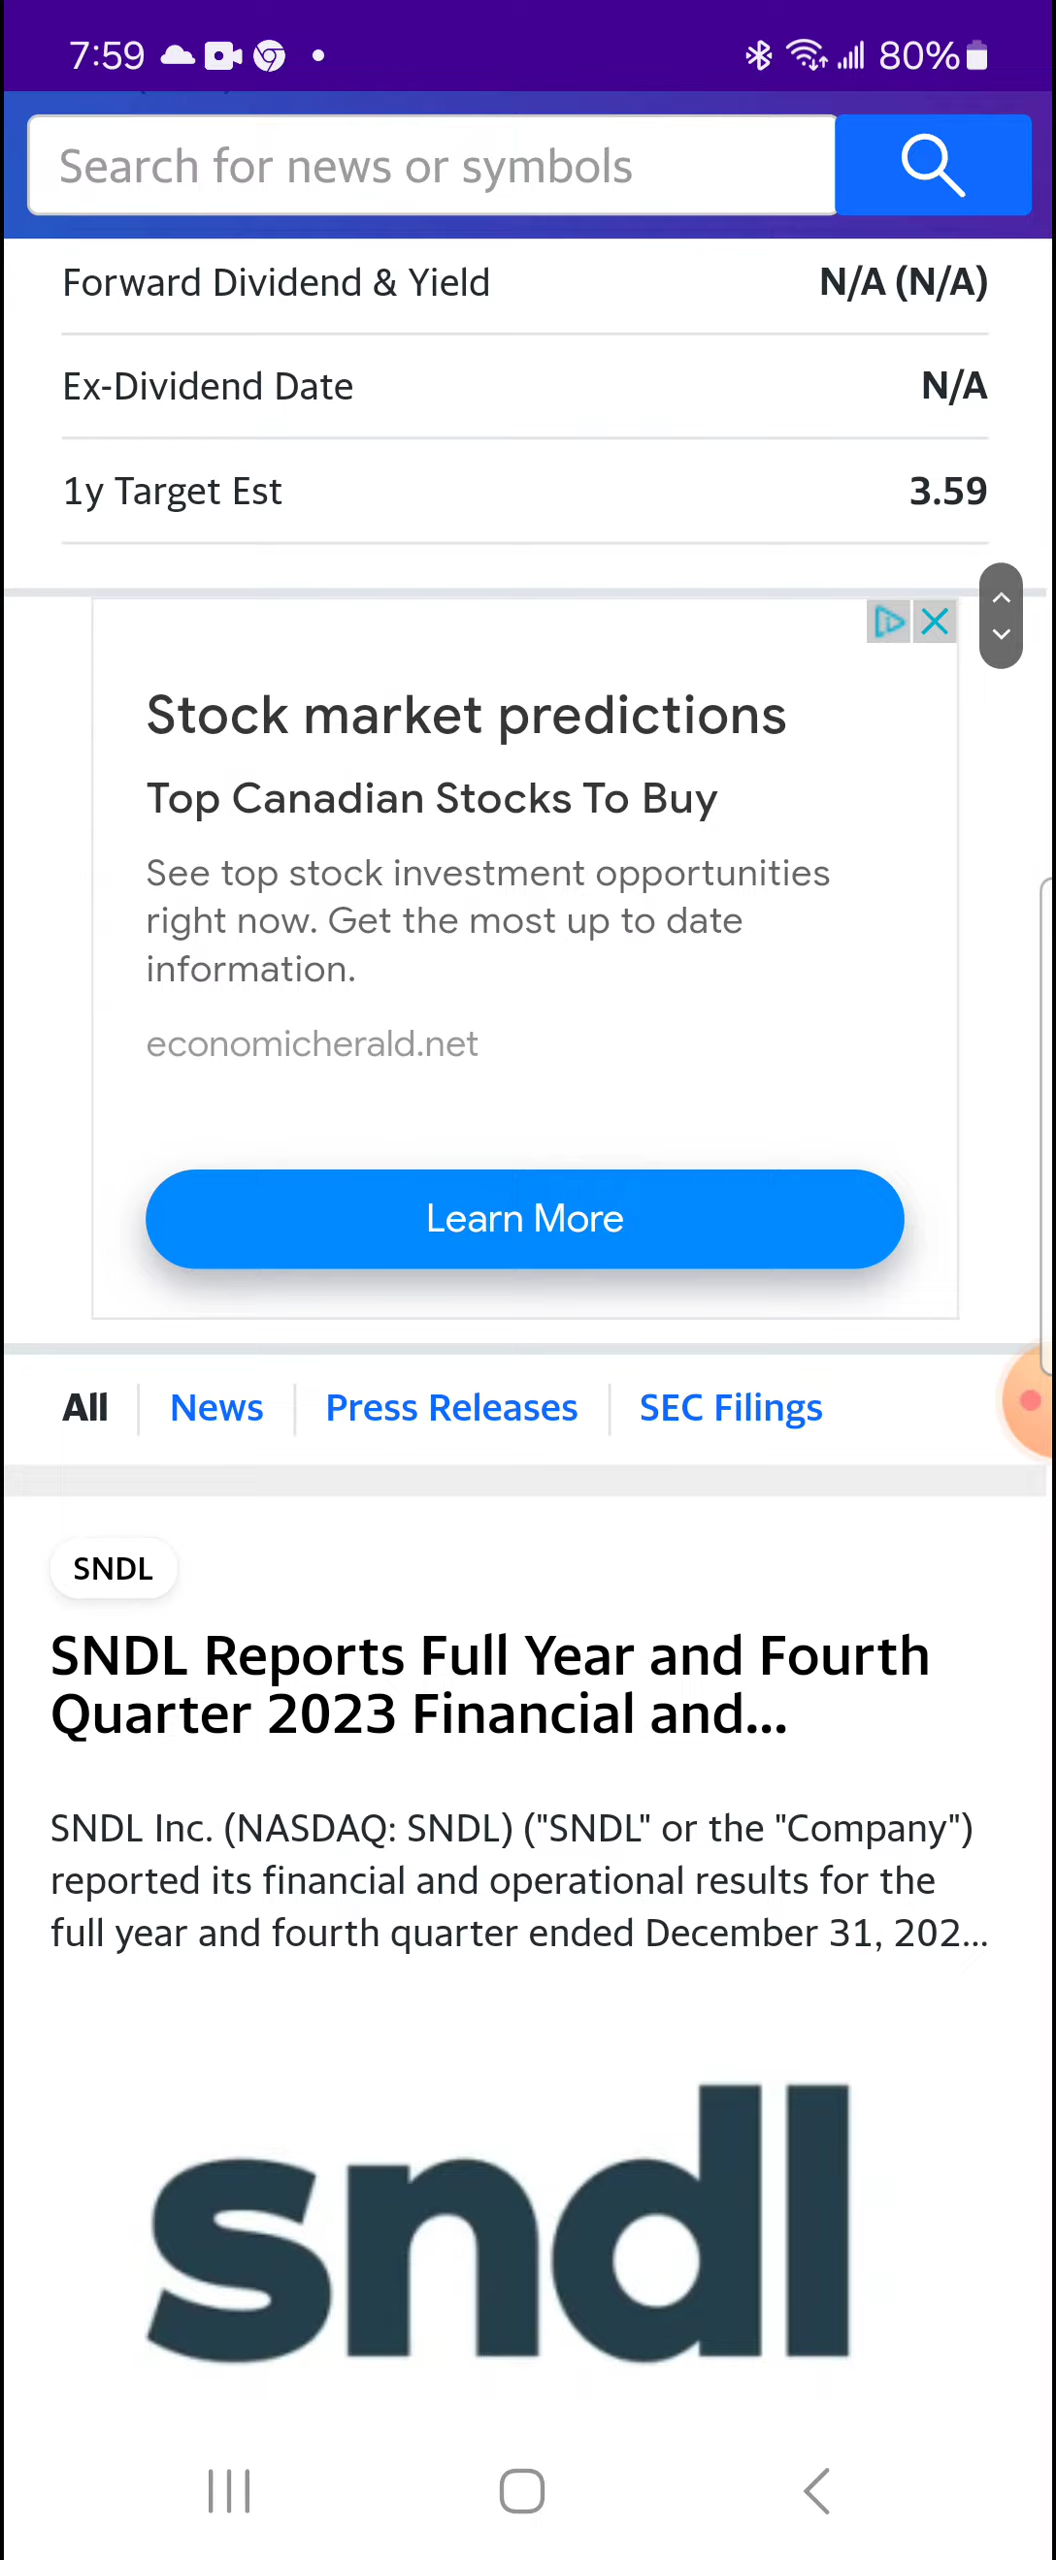 7:59
80%
Search for news or symbols
Forward Dividend & Yield N/A (N/A)
Ex-Dividend Date N/A
1y Target Est 3.59
Stock market predictions
Top Canadian Stocks To Buy
See top stock investment opportunities
right now. Get the most up to date
information.
economicherald.net
Learn More
All News Press Releases SEC Filings
SNDL
SNDL Reports Full Year and Fourth
Quarter 2023 Financial and...
SNDL Inc. (NASDAQ: SNDL) ("SNDL" or the "Company")
reported its financial and operational results for the
full year and fourth quarter ended December 31, 202...
sndl